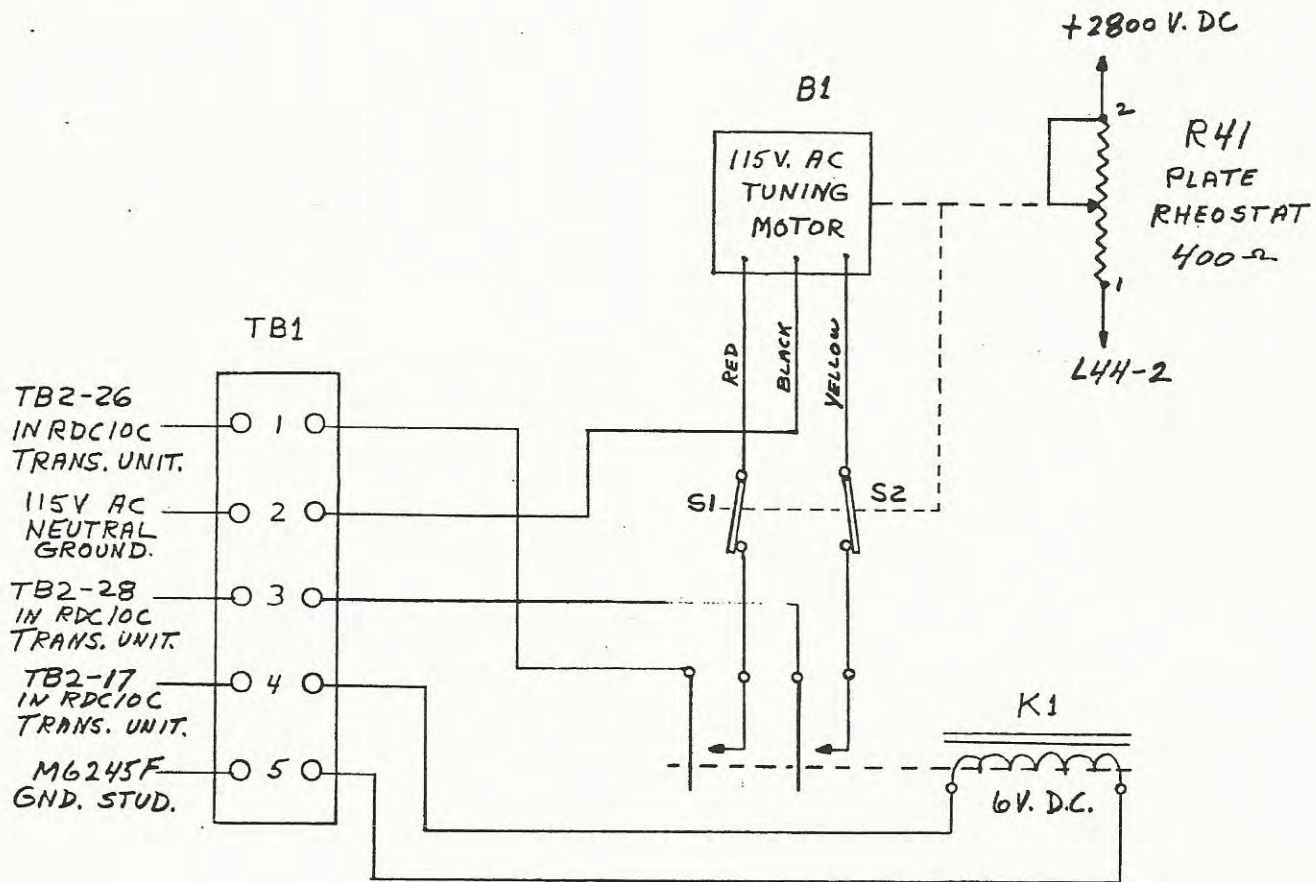 +2800 V. DC
B1
2
R41
PLATE
RHEOSTAT
400 Ω
115V. AC
TUNING
MOTOR
1
L44-2
TB1
RED
BLACK
YELLOW
TB2-26
IN RDC10C
TRANS. UNIT.
1
115V AC
NEUTRAL
GROUND.
2
S1
S2
TB2-28
IN RDC10C
TRANS. UNIT.
3
TB2-17
IN RDC10C
TRANS. UNIT.
4
K1
M6245F
GND. STUD.
5
6V. D.C.